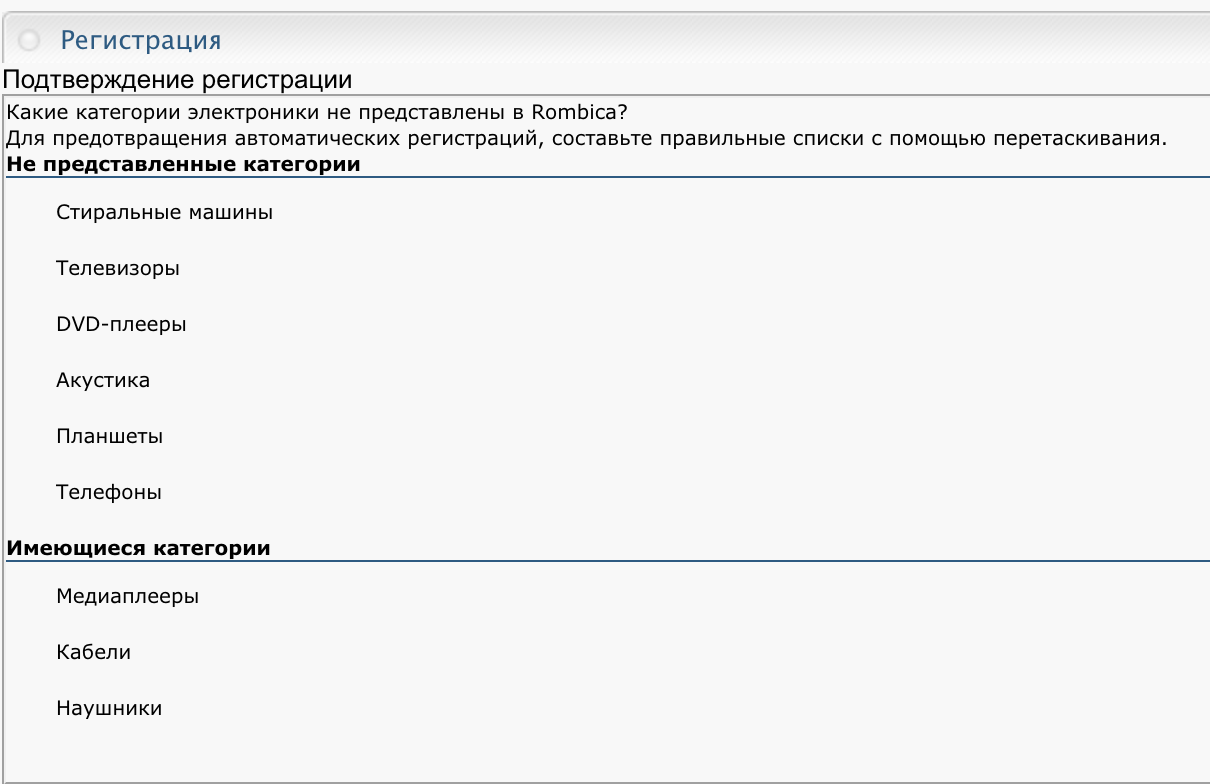 Регистрация
Подтверждение регистрации
Какие категории электроники не представлены в Rombica?
Для предотвращения автоматических регистраций, составьте правильные списки с помощью перетаскивания.
Не представленные категории
Стиральные машины
Телевизоры
DVD-плееры
Акустика
Планшеты
Телефоны
Имеющиеся категории
Медиаплееры
Кабели
Наушники